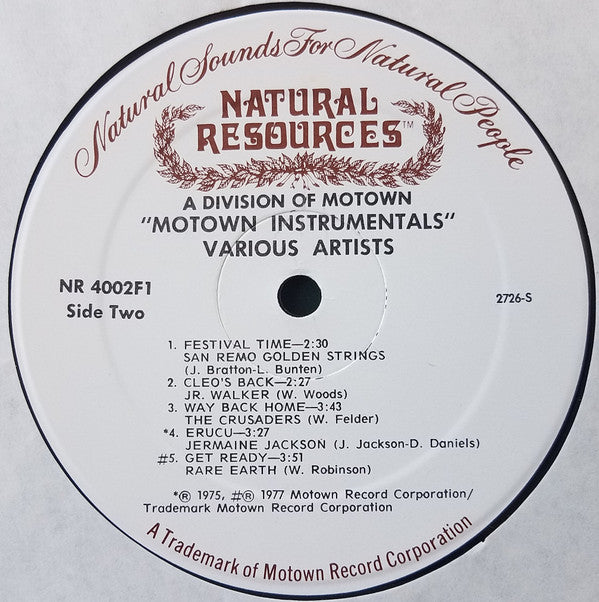 Natural Sounds For Natural People
NATURAL
RESOURCES™
A DIVISION OF MOTOWN
"MOTOWN INSTRUMENTALS"
VARIOUS ARTISTS
NR 4002F1
Side Two
2726-S
1. FESTIVAL TIME—2:30
SAN REMO GOLDEN STRINGS
(J. Bratton-L. Bunten)
2. CLEO'S BACK—2:27
JR. WALKER (W. Woods)
3. WAY BACK HOME—3:43
THE CRUSADERS (W. Felder)
*4. ERUCU—3:27
JERMAINE JACKSON (J. Jackson-D. Daniels)
#5. GET READY—3:51
RARE EARTH (W. Robinson)
*® 1975, #® 1977 Motown Record Corporation/
Trademark Motown Record Corporation
A Trademark of Motown Record Corporation